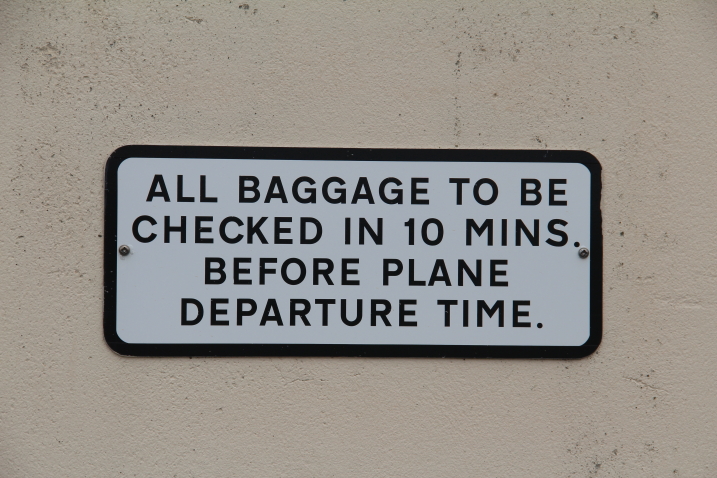 ALL BAGGAGE TO BE
CHECKED IN 10 MINS.
BEFORE PLANE
DEPARTURE TIME.